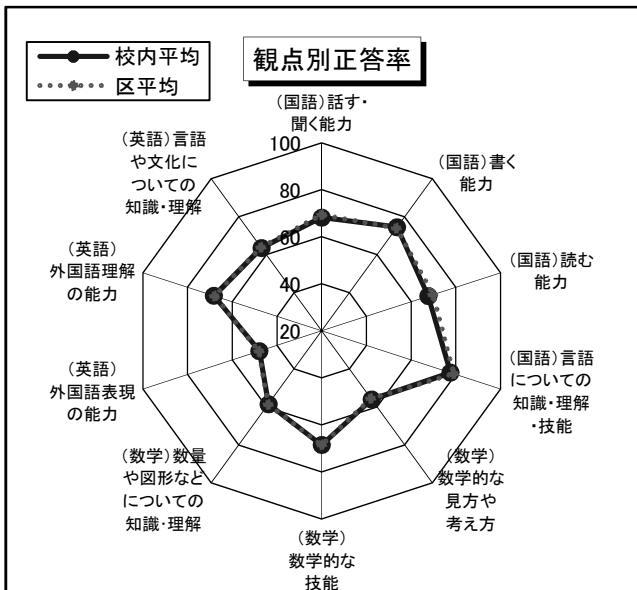 校内平均
区平均
観点別正答率
(国語)話す・
聞く能力
(国語)書く
能力
(国語)読む
能力
(国語)言語
についての
知識・理解
・技能
(数学)
数学的な
見方や
考え方
(数学)
数学的な
技能
(数学)数量
や図形などに
についての
知識・理解
(英語)
外国語表現
の能力
(英語)
外国語理解
の能力
(英語)言語
や文化に
ついての
知識・理解
100
80
60
40
20